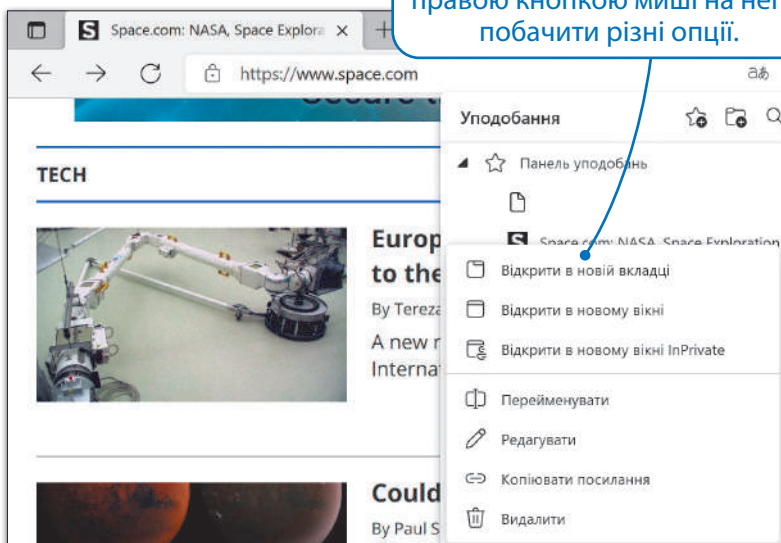 правою кнопкою миші на нег
побачити різні опції.
Space.com: NASA, Space Explora
https://www.space.com
Уподобання
TECH
Панель уподобань
Space.com: NASA, Space Exploration
Europ
to the
By Tereza
A new r
Interna
Відкрити в новій вкладці
Відкрити в новому вікні
Відкрити в новому вікні InPrivate
Перейменувати
Редагувати
Копіювати посилання
Видалити
Could
By Paul S